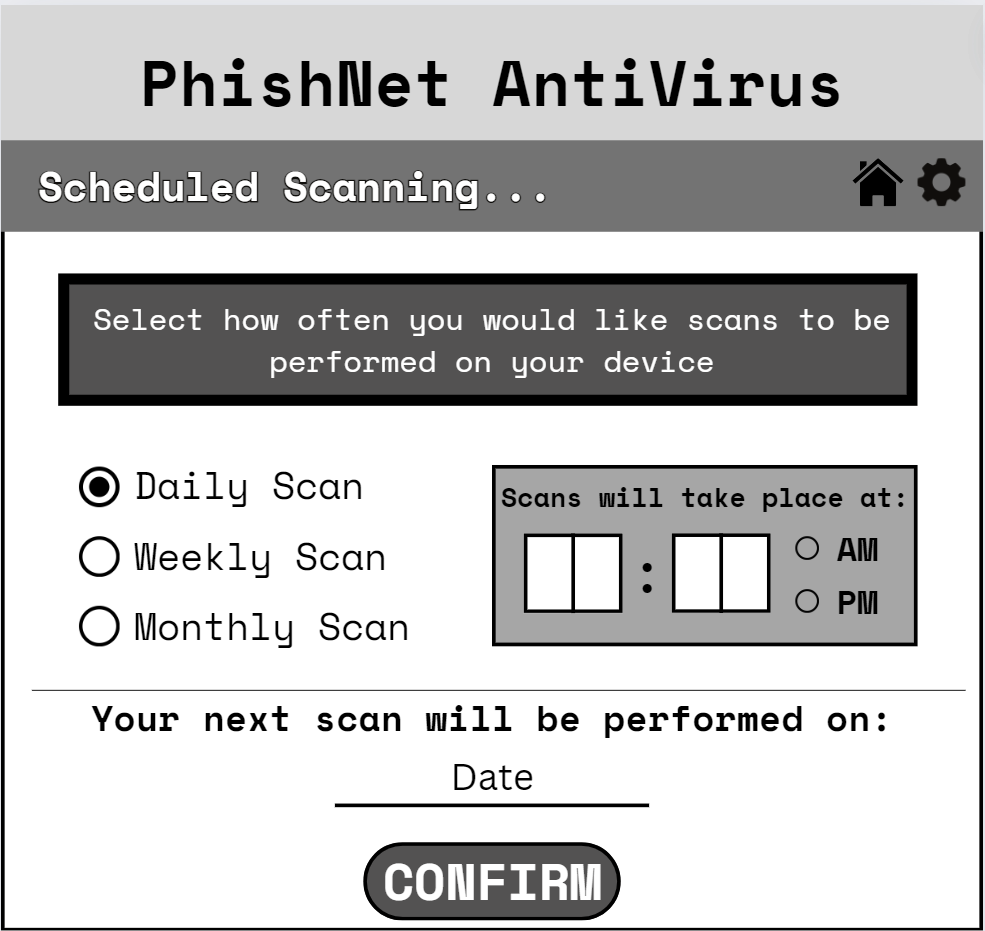 PhishNet AntiVirus
Scheduled Scanning...
Select how often you would like scans to be
performed on your device
Daily Scan
Weekly Scan
Monthly Scan
Scans will take place at:
:
AM
PM
Your next scan will be performed on:
Date
CONFIRM